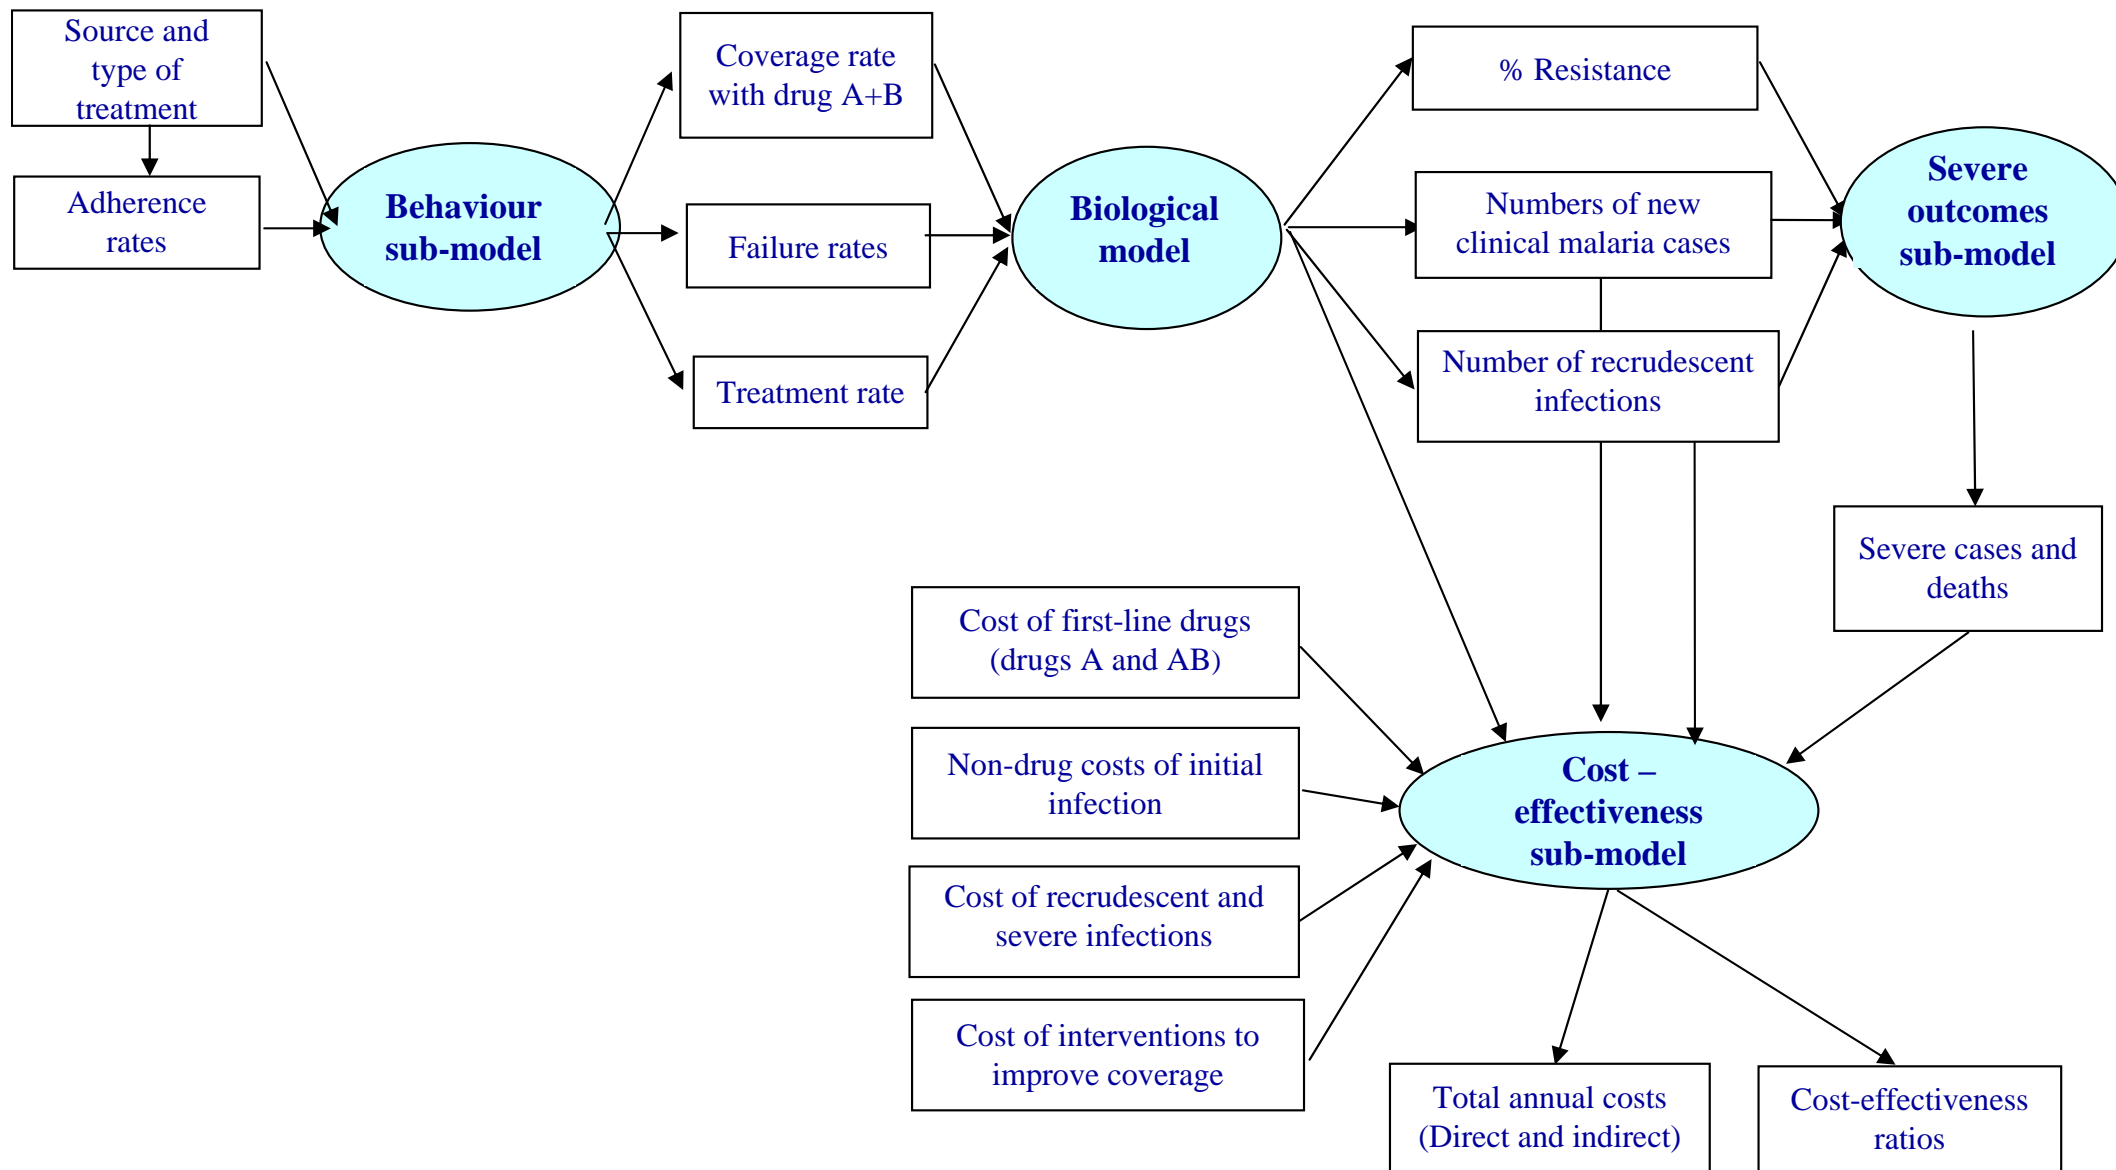 Source and
type of
treatment
Adherence
rates
Behaviour
sub-model
Coverage rate
with drug A+B
Failure rates
Treatment rate
Biological
model
% Resistance
Numbers of new
clinical malaria cases
Number of recrudescent
infections
Severe
outcomes
sub-model
Severe cases and
deaths
Cost of first-line drugs
(drugs A and AB)
Non-drug costs of initial
infection
Cost of recrudescent and
severe infections
Cost of interventions to
improve coverage
Cost –
effectiveness
sub-model
Total annual costs
(Direct and indirect)
Cost-effectiveness
ratios